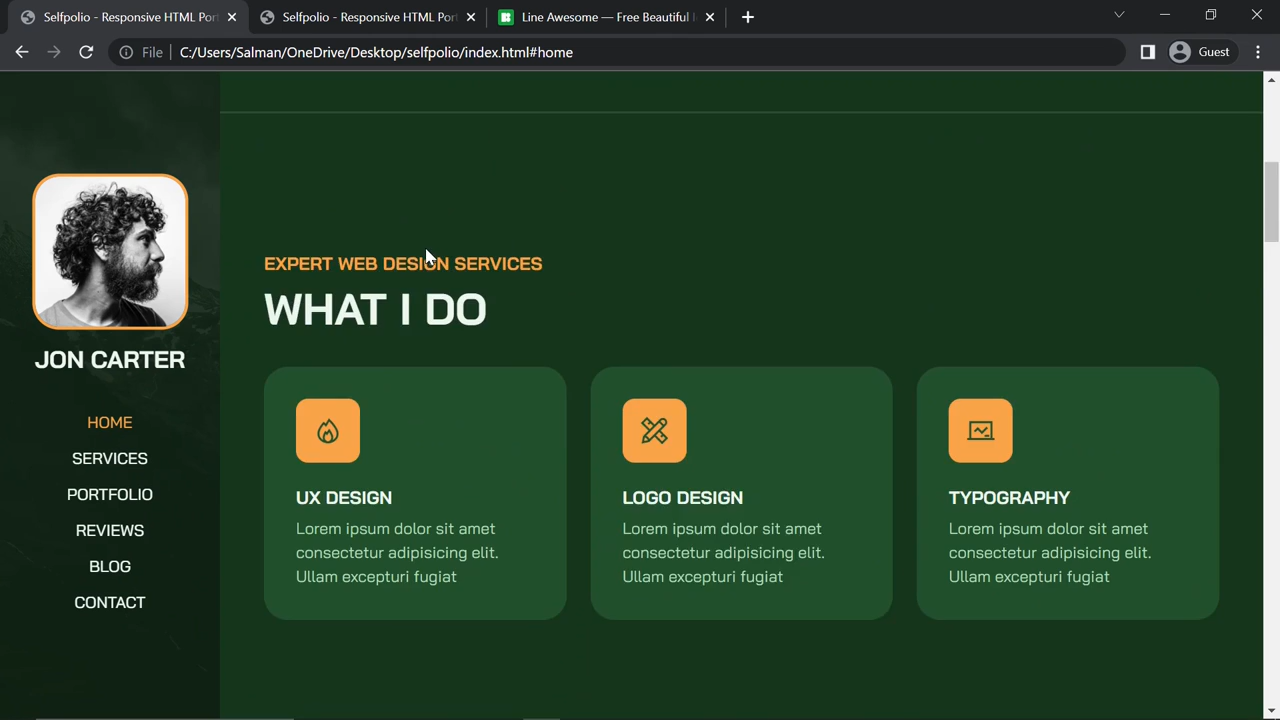 Selfpolio - Responsive HTML Por
Selfpolio - Responsive HTML Por
Line Awesome — Free Beautiful
File
C:/Users/Salman/OneDrive/Desktop/selfpolio/index.html#home
Guest
JON CARTER
HOME
SERVICES
PORTFOLIO
REVIEWS
BLOG
CONTACT
EXPERT WEB DESIGN SERVICES
WHAT I DO
UX DESIGN
Lorem ipsum dolor sit amet
consectetur adipisicing elit.
Ullam excepturi fugiat
LOGO DESIGN
Lorem ipsum dolor sit amet
consectetur adipisicing elit.
Ullam excepturi fugiat
TYPOGRAPHY
Lorem ipsum dolor sit amet
consectetur adipisicing elit.
Ullam excepturi fugiat